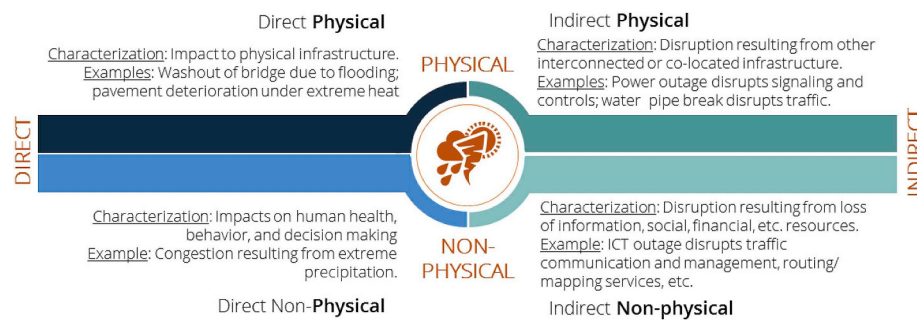 Direct Physical
Characterization: Impact to physical infrastructure.
Examples: Washout of bridge due to flooding;
pavement deterioration under extreme heat
PHYSICAL
Indirect Physical
Characterization: Disruption resulting from other
interconnected or co-located infrastructure.
Examples: Power outage disrupts signaling and
controls; water pipe break disrupts traffic.
DIRECT
INDIRECT
Characterization: Impacts on human health,
behavior, and decision making
Example: Congestion resulting from extreme
precipitation.
Direct Non-Physical
NON-
PHYSICAL
Characterization: Disruption resulting from loss
of information, social, financial, etc. resources.
Example: ICT outage disrupts traffic
communication and management, routing/
mapping services, etc.
Indirect Non-physical